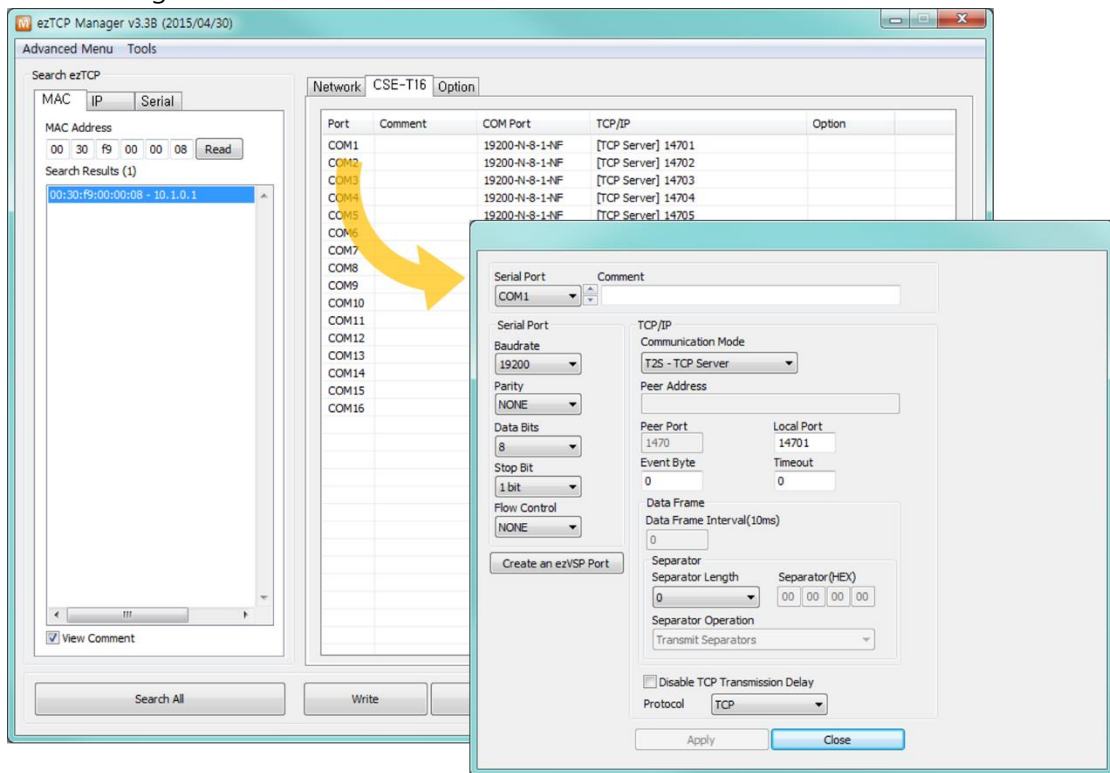 ezTCP Manager v3.3B (2015/04/30)
Advanced Menu Tools
Search ezTCP
MAC IP Serial
MAC Address
00 30 f9 00 00 08 Read
Search Results (1)
00:30:f9:00:00:08 - 10.1.0.1
View Comment
Search All
Network CSE-T16 Option
Port Comment COM Port TCP/IP Option
COM1 19200-N-8-1-NF [TCP Server] 14701
COM2 19200-N-8-1-NF [TCP Server] 14702
COM3 19200-N-8-1-NF [TCP Server] 14703
COM4 19200-N-8-1-NF [TCP Server] 14704
COM5 19200-N-8-1-NF [TCP Server] 14705
COM6
COM7
COM8
COM9
COM10
COM11
COM12
COM13
COM14
COM15
COM16
Write
Serial Port Comment
COM1
Serial Port
Baudrate
19200
Parity
NONE
Data Bits
8
Stop Bit
1 bit
Flow Control
NONE
Create an ezVSP Port
TCP/IP
Communication Mode
T2S - TCP Server
Peer Address
Peer Port Local Port
1470 14701
Event Byte Timeout
0 0
Data Frame
Data Frame Interval(10ms)
0
Separator
Separator Length Separator(HEX)
0 00 00 00 00
Separator Operation
Transmit Separators
Disable TCP Transmission Delay
Protocol TCP
Apply Close